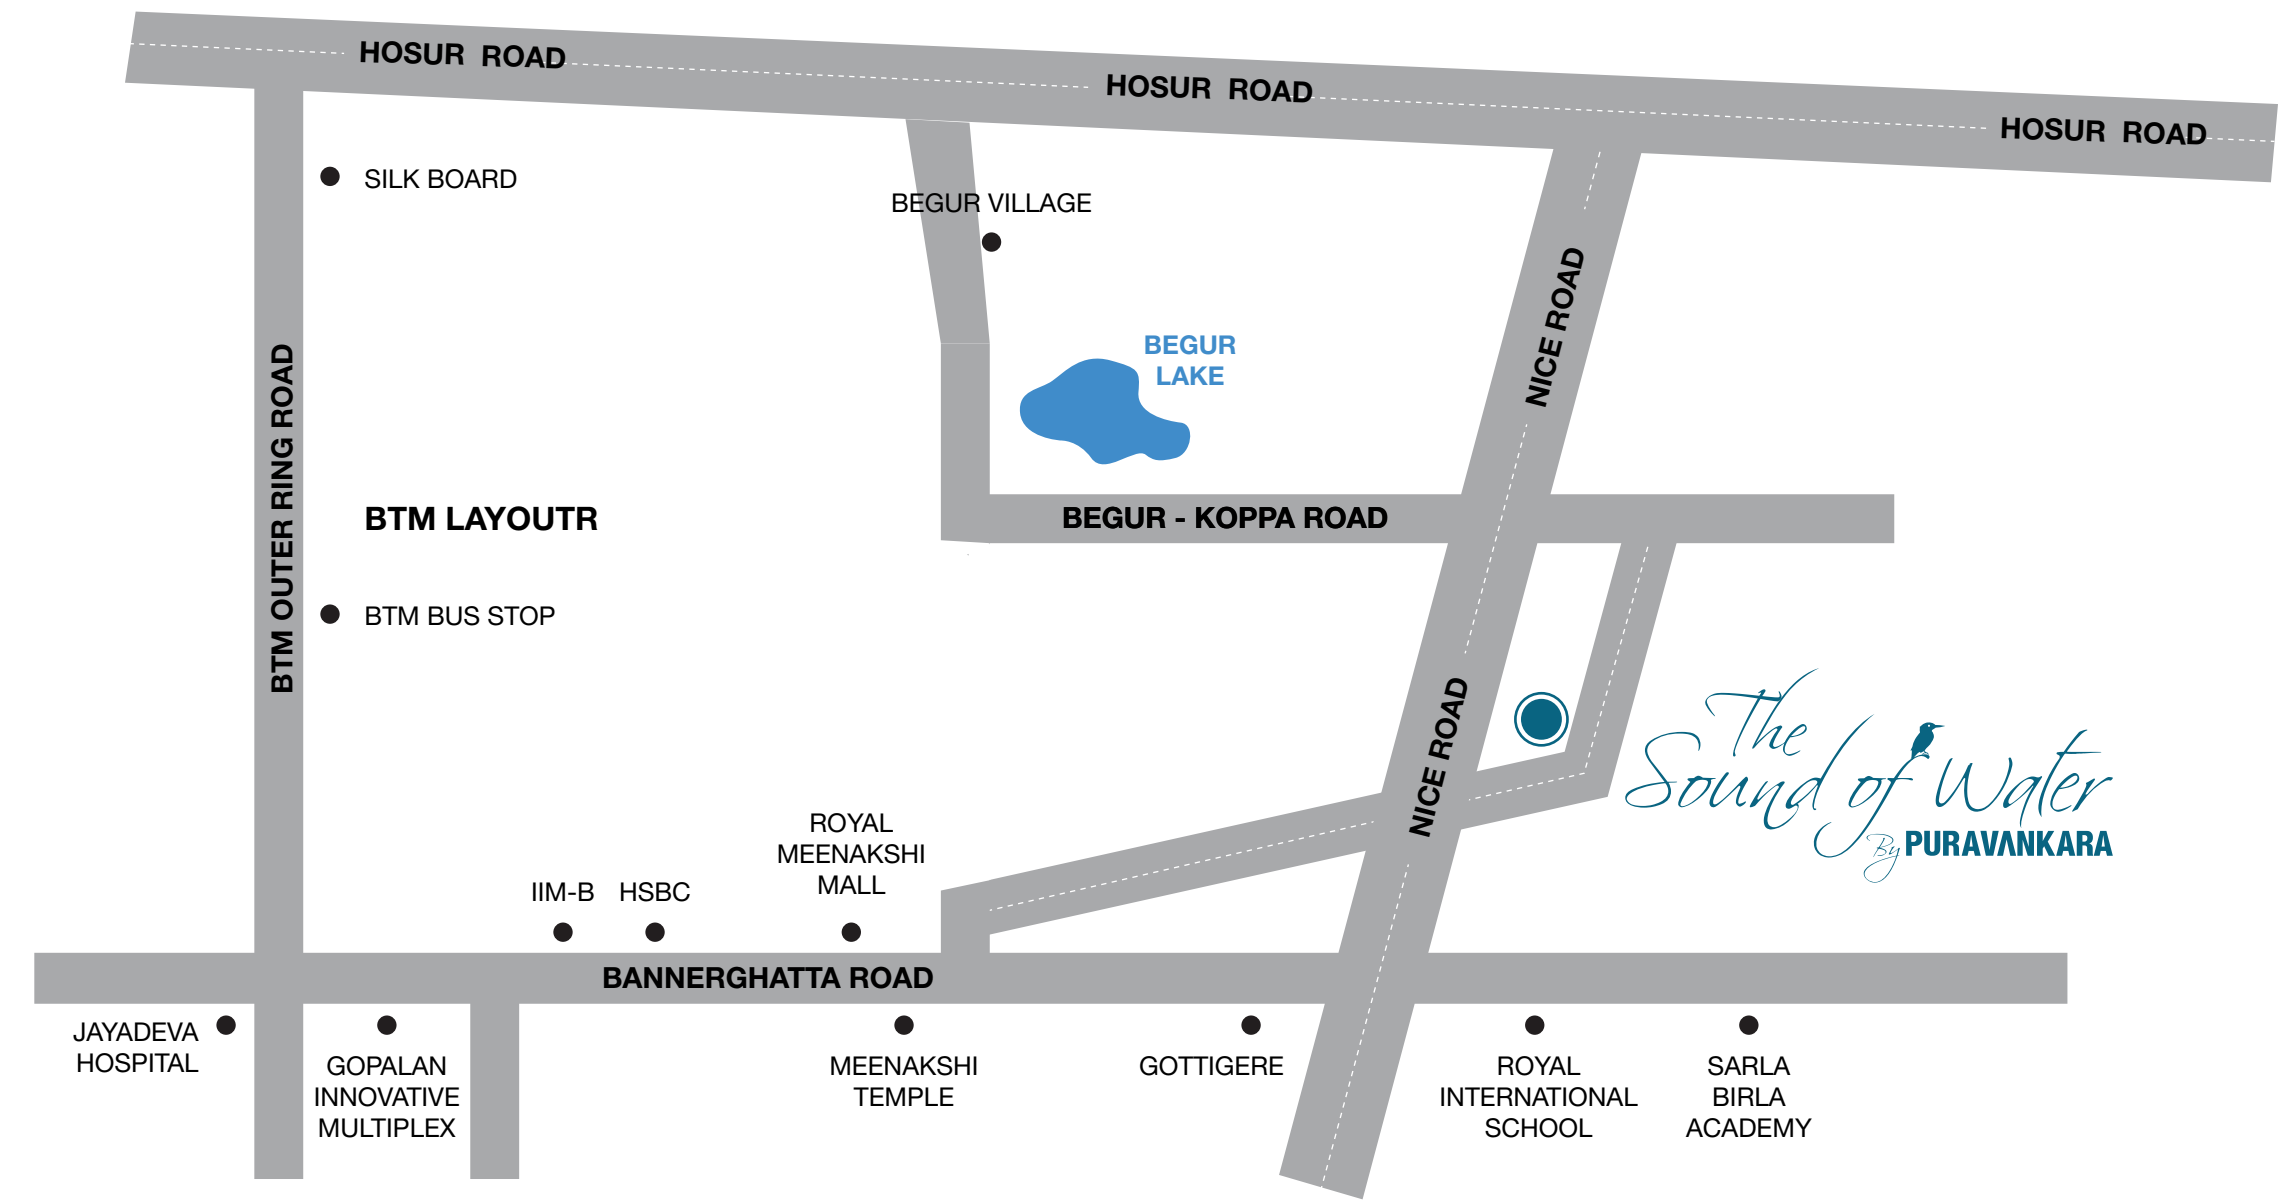 HOSUR ROAD
HOSUR ROAD
HOSUR ROAD
SILK BOARD
BEGUR VILLAGE
NICE ROAD
BEGUR
LAKE
BTM OUTER RING ROAD
BTM LAYOUTR
BEGUR - KOPPA ROAD
BTM BUS STOP
NICE ROAD
The
Sound of Water
By PURAVANKARA
ROYAL
MEENAKSHI
MALL
IIM-B
HSBC
BANNERGHATTA ROAD
JAYADEVA
HOSPITAL
GOPALAN
INNOVATIVE
MULTIPLEX
MEENAKSHI
TEMPLE
GOTTIGERE
ROYAL
INTERNATIONAL
SCHOOL
SARLA
BIRLA
ACADEMY